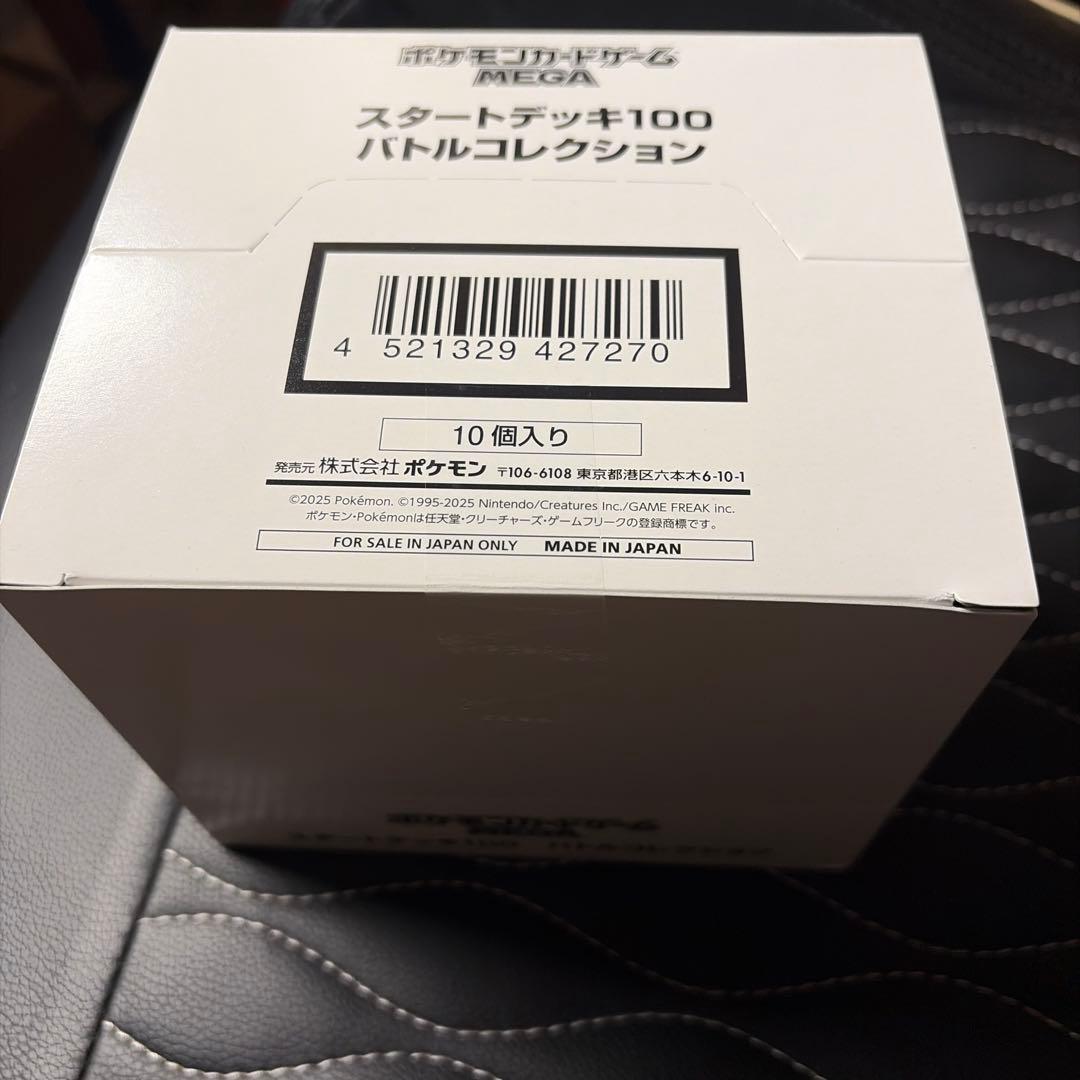 ポケモンカードゲーム
MEGA
スタートデッキ100
バトルコレクション
4 521329 427270
10個入り
発売元 株式会社 ポケモン 〒106-6108 東京都港区六本木6-10-1
©2025 Pokémon. ©1995-2025 Nintendo/Creatures Inc./GAME FREAK inc.
ポケモン・Pokémonは任天堂・クリーチャーズ・ゲームフリークの登録商標です。
FOR SALE IN JAPAN ONLY MADE IN JAPAN